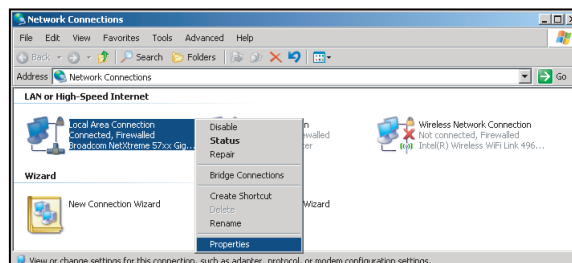 Network Connections
File Edit View Favorites Tools Advanced Help
Back Search Folders
Address Network Connections Go
LAN or High-Speed Internet
Local Area Connection
Connected, Firewalled
Broadcom NetXtreme 57xx Gig...
Wireless Network Connection
Not connected, Firewalled
Intel(R) Wireless WiFi Link 496...
Disable
Status
Repair
Bridge Connections
Create Shortcut
Delete
Rename
Properties
Wizard
New Connection Wizard
Wizard
View or change settings for this connection, such as adapter, protocol, or modem configuration settings.